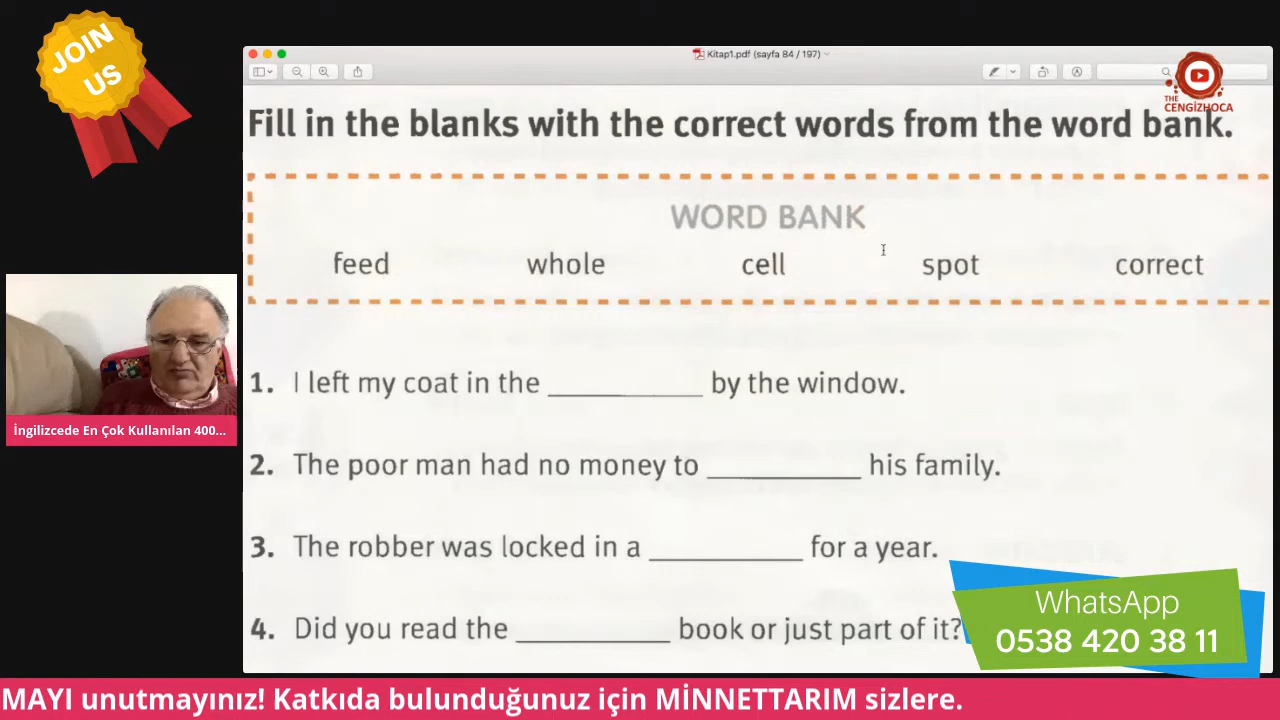 JOIN
US
Kitap1.pdf (sayfa 84 / 197)
THE
CENGİZHOCA
Fill in the blanks with the correct words from the word bank.
WORD BANK
feed whole cell spot correct
1. I left my coat in the __________ by the window.
2. The poor man had no money to __________ his family.
3. The robber was locked in a __________ for a year.
4. Did you read the __________ book or just part of it?
İngilizcede En Çok Kullanılan 400...
WhatsApp
0538 420 38 11
MAYI unutmayınız! Katkıda bulunduğunuz için MİNNETTARIM sizlere.